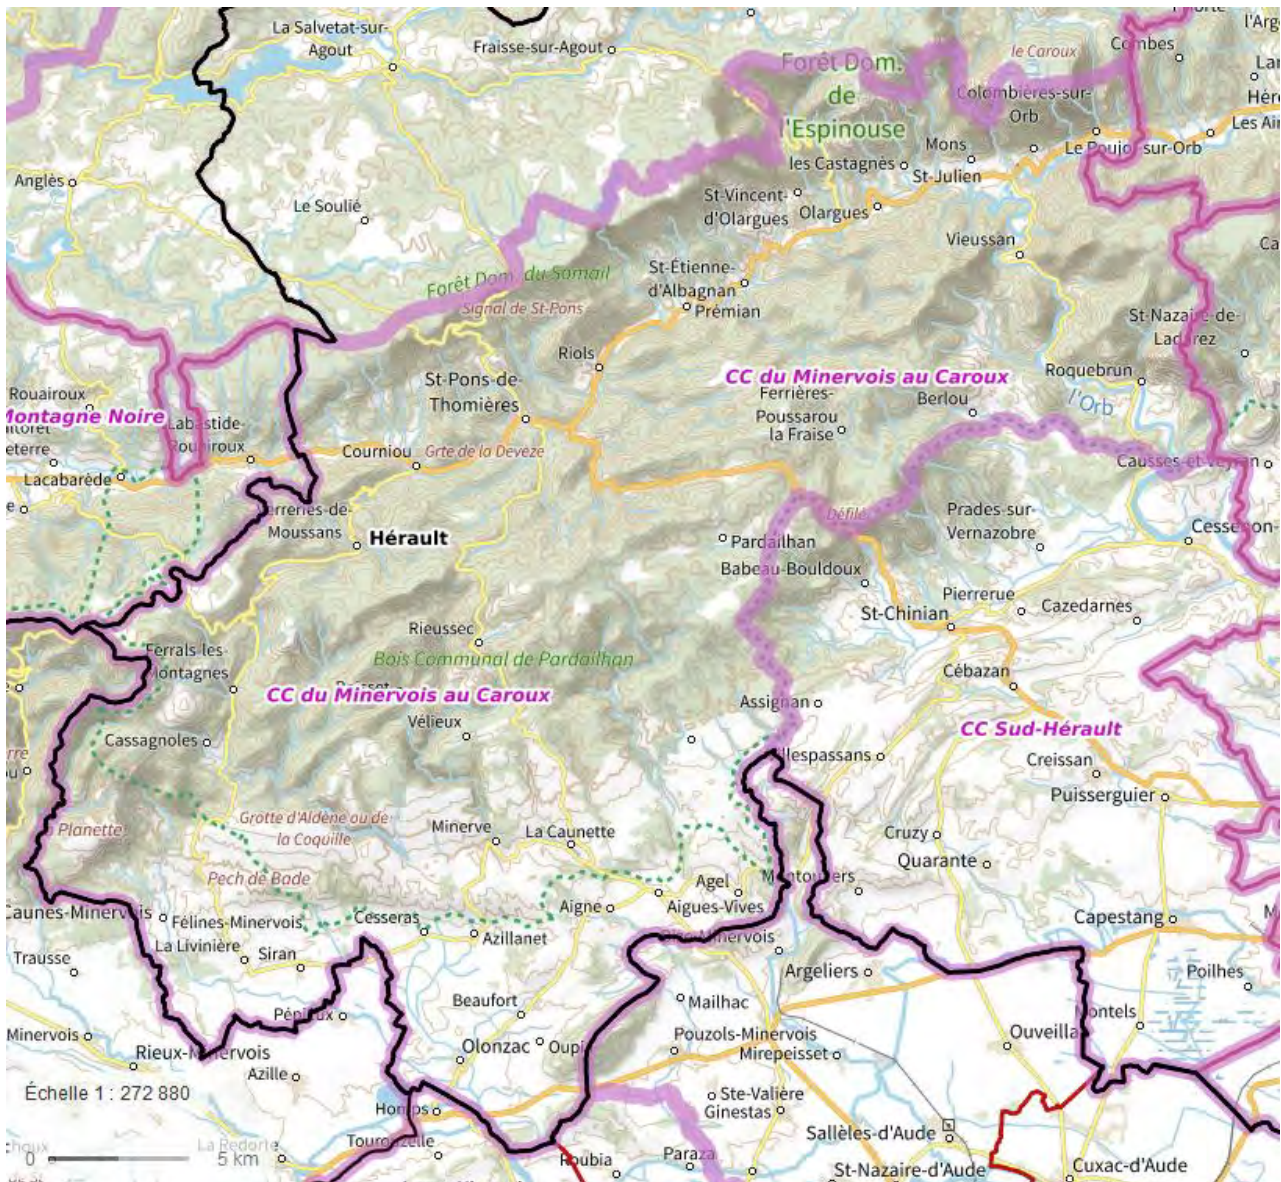 La Salvetat-sur-
Agout
Fraisse-sur-Agout
Forêt Dom.
de
l'Espinouse
le Caroux
Combes
l'Arg
Colombières-sur-
Orb
Les Air
Le Poujol-sur-Orb
Mons
les Castagnès
St-Julien
Anglès
Le Soulié
St-Vincent-
d'Olargues
Olargues
Vieussan
St-Étienne-
d'Albagnan
Prémian
Forêt Dom. du Somail
Signal de St-Pons
St-Nazaire-de-
Ladarez
Riols
Roquebrun
l'Orb
CC du Minervois au Caroux
Ferrières-
Poussarou
la Fraise
Berlou
St-Pons-de-
Thomières
Rouairoux
Montagne Noire
Labastide-
Rouairoux
Lacabarède
Courniou
Grte de la Deveze
Causses-et-Veyran
Défilé
Prades-sur-
Vernazobre
Cessenon-
Ferrières-de-
Moussans
Hérault
Pardailhan
Babeau-Bouldoux
Pierrerue
St-Chinian
Cazedarnes
Rieussec
Ferrals-les-
Montagnes
Bois Communal de Pardailhan
Cébazan
CC du Minervois au Caroux
Vélieux
Assignan
CC Sud-Hérault
Cassagnoles
llespassans
Creissan
Puisserguier
Planette
Grotte d'Aldène ou de
la Coquille
Minerve
La Caunette
Cruzy
Quarante
Pech de Bade
Agel
Montouliers
Aigues-Vives
Aigne
Caunes-Minervois
Félines-Minervois
Cesseras
Azillanet
La Livinière
Siran
Capestang
Trausse
Argeliers
Poilhes
Beaufort
Mailhac
Pépieux
Minervois
Rieux-Minervois
Olonzac
Oupi
Pouzols-Minervois
Mirepeisset
Ouveilla
ontels
Azille
Échelle 1 : 272 880
Homps
Ste-Valière
Ginestas
Tourouzelle
La Redorte
Sallèles-d'Aude
0
5 km
Roubia
Paraza
St-Nazaire-d'Aude
Cuxac-d'Aude